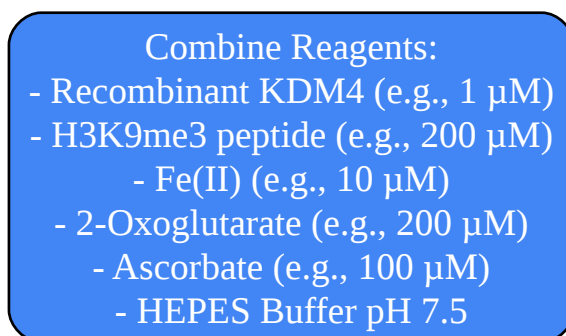 Combine Reagents:
- Recombinant KDM4 (e.g., 1 µM)
- H3K9me3 peptide (e.g., 200 µM)
- Fe(II) (e.g., 10 µM)
- 2-Oxoglutarate (e.g., 200 µM)
- Ascorbate (e.g., 100 µM)
- HEPES Buffer pH 7.5